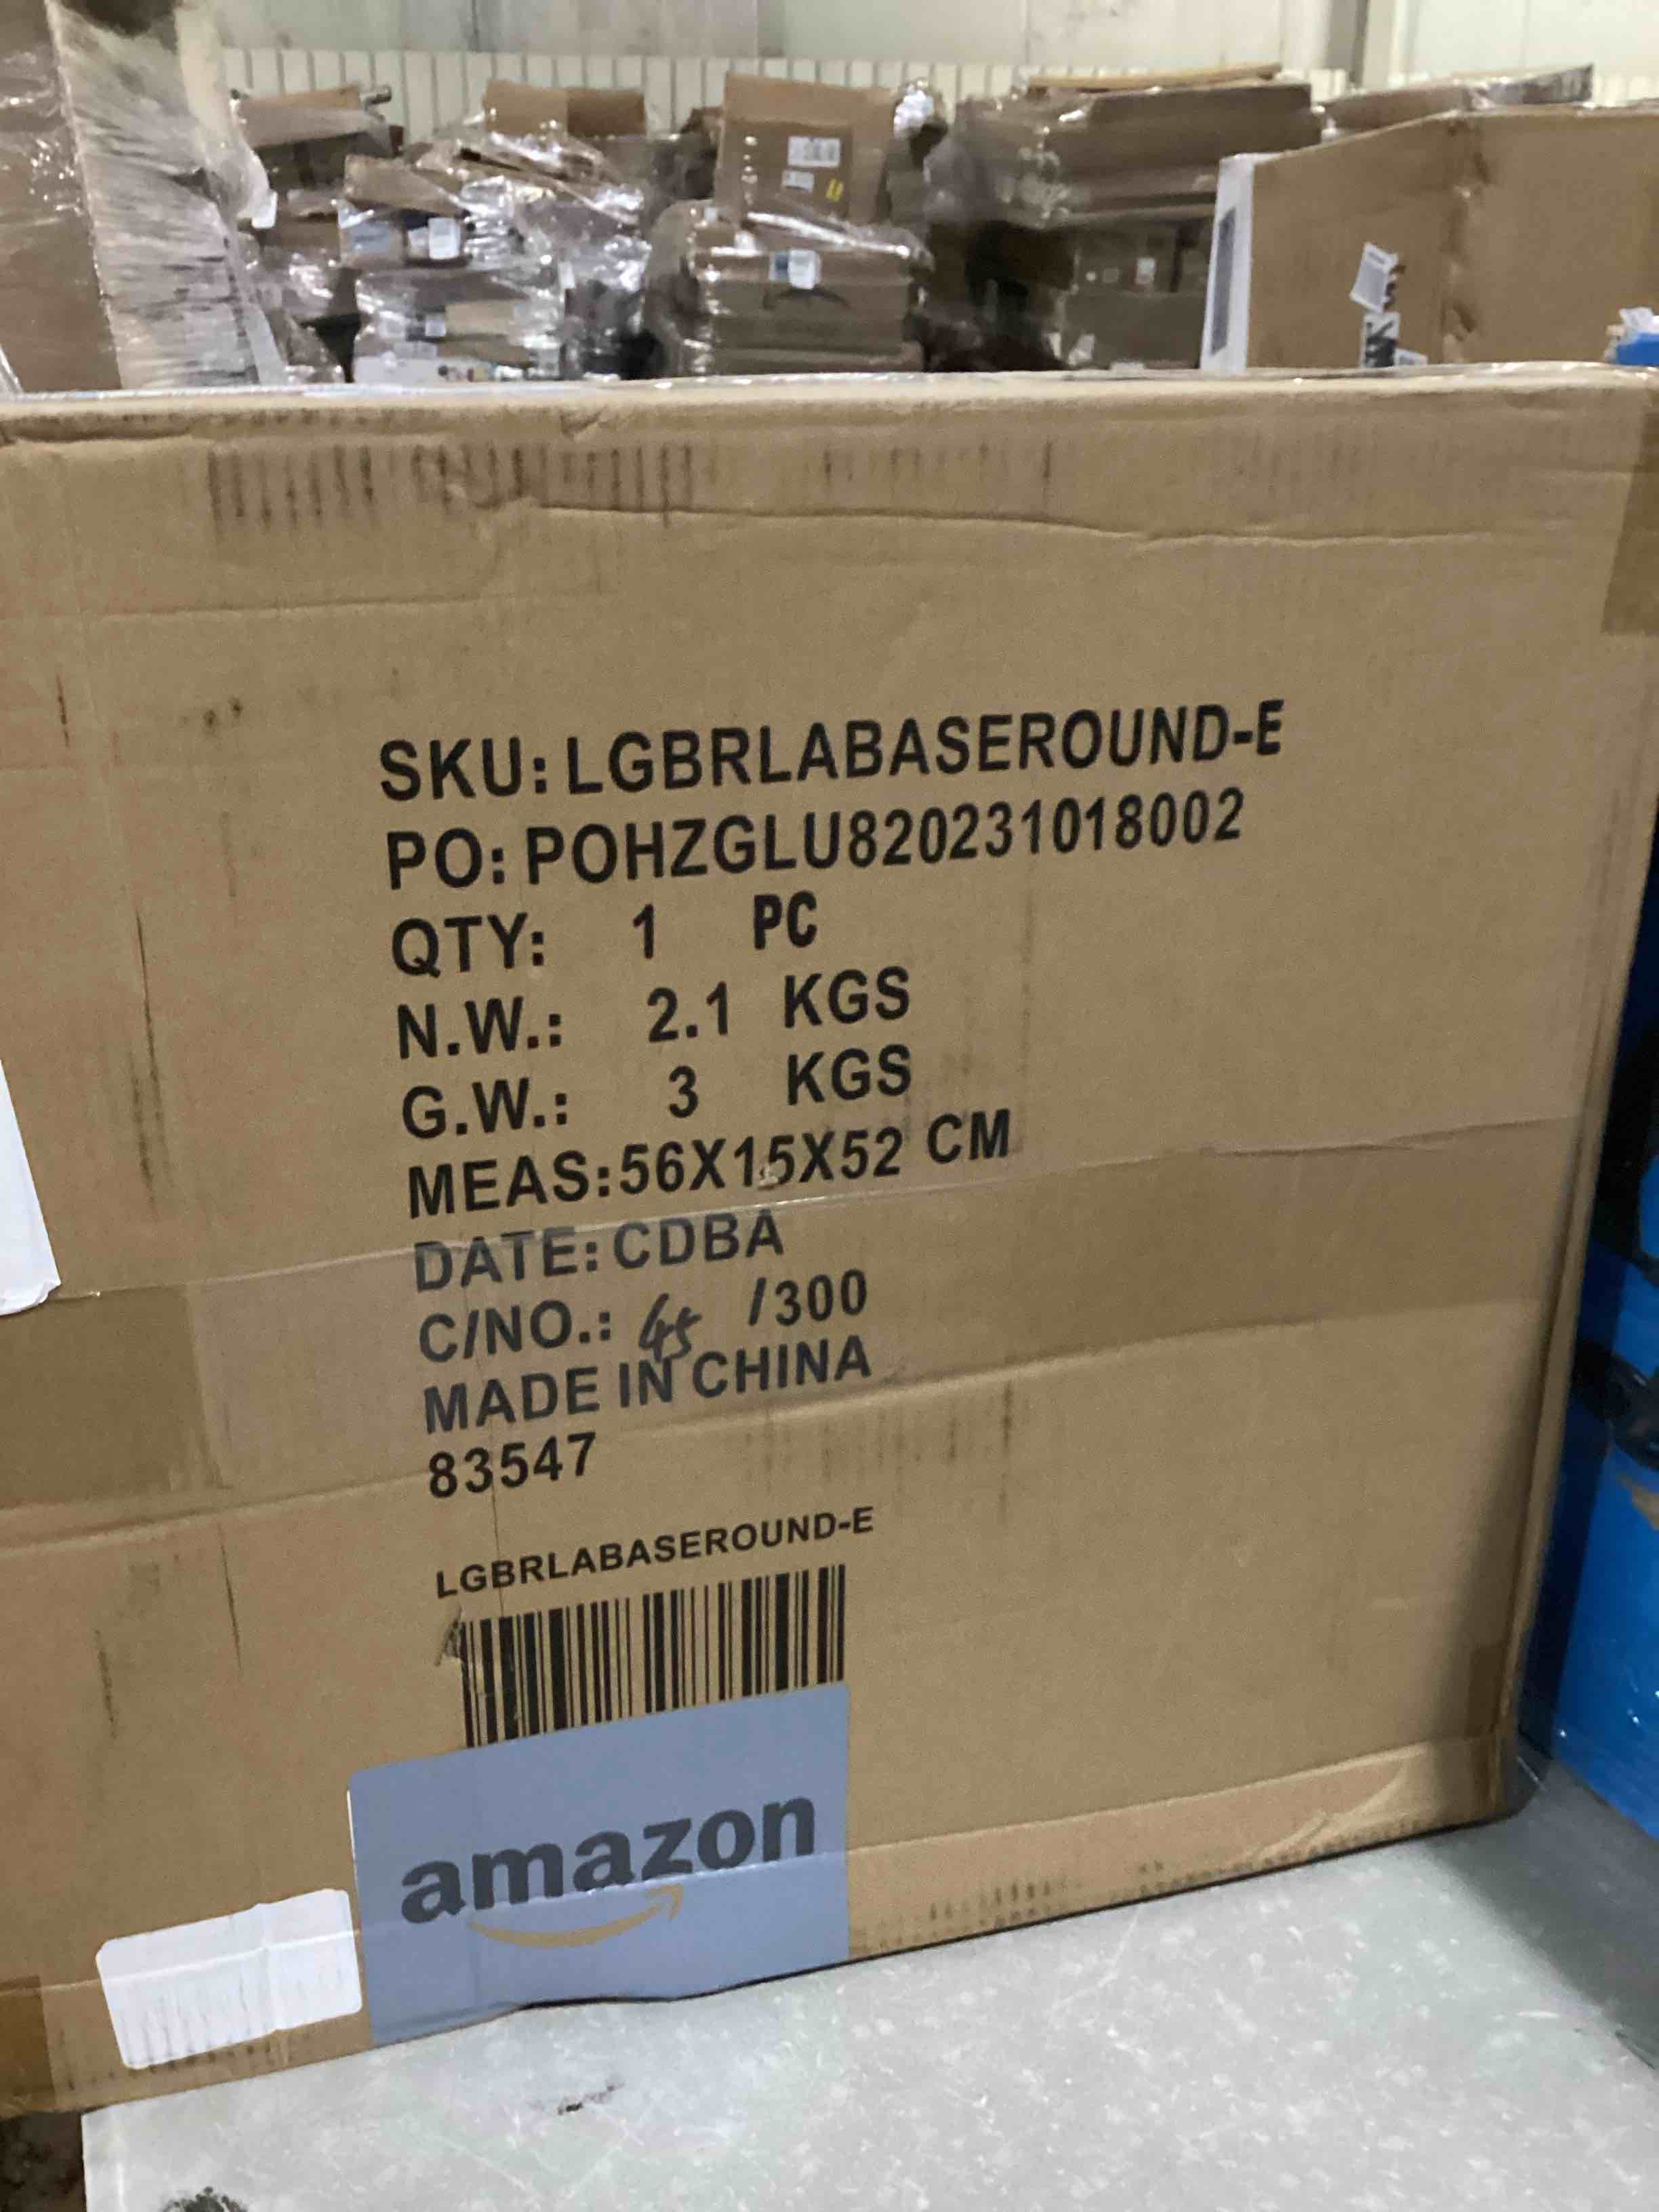 SKU: LGBRLABASEROUND-E
PO: POHZGLU820231018002
QTY: 1 PC
N.W.: 2.1 KGS
G.W.: 3 KGS
MEAS:56X15X52 CM
DATE: CDBA
C/NO.: 45 /300
MADE IN CHINA
83547
LGBRLABASEROUND-E
amazon